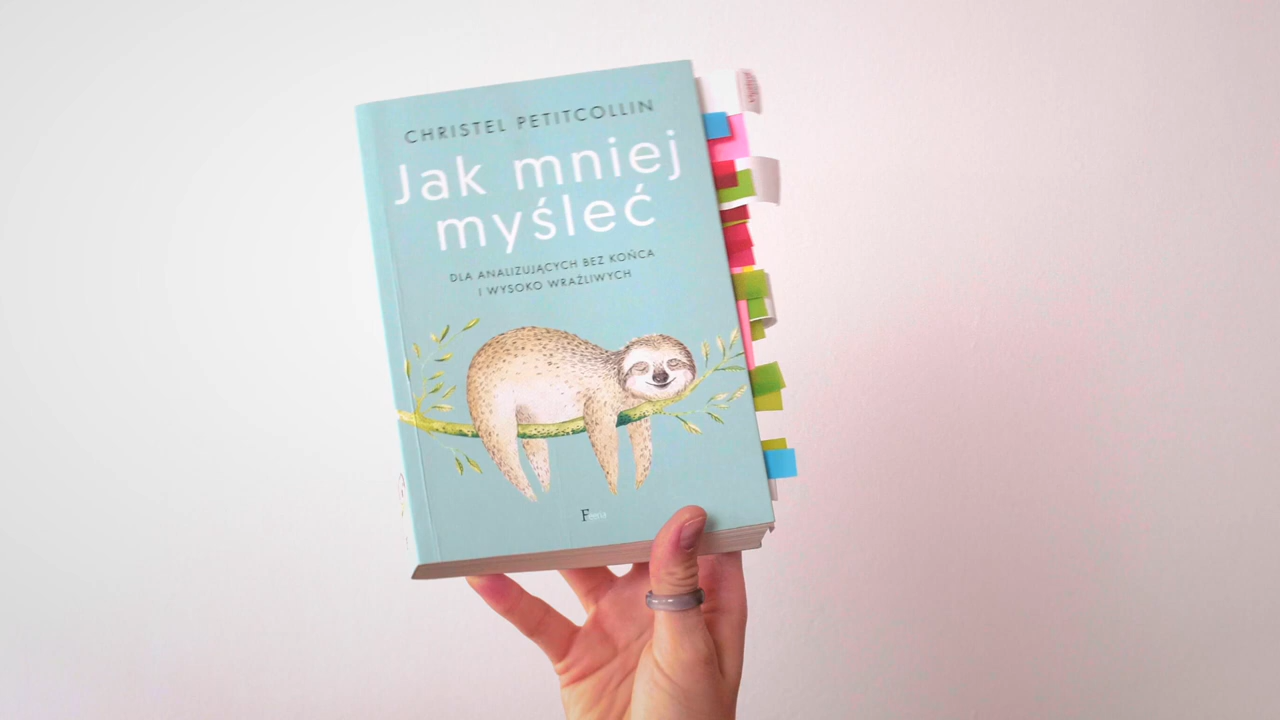 CHRISTEL PETITCOLLIN
Jak mniej
myśleć
DLA ANALIZUJĄCYCH BEZ KOŃCA
I WYSOKO WRAŻLIWYCH